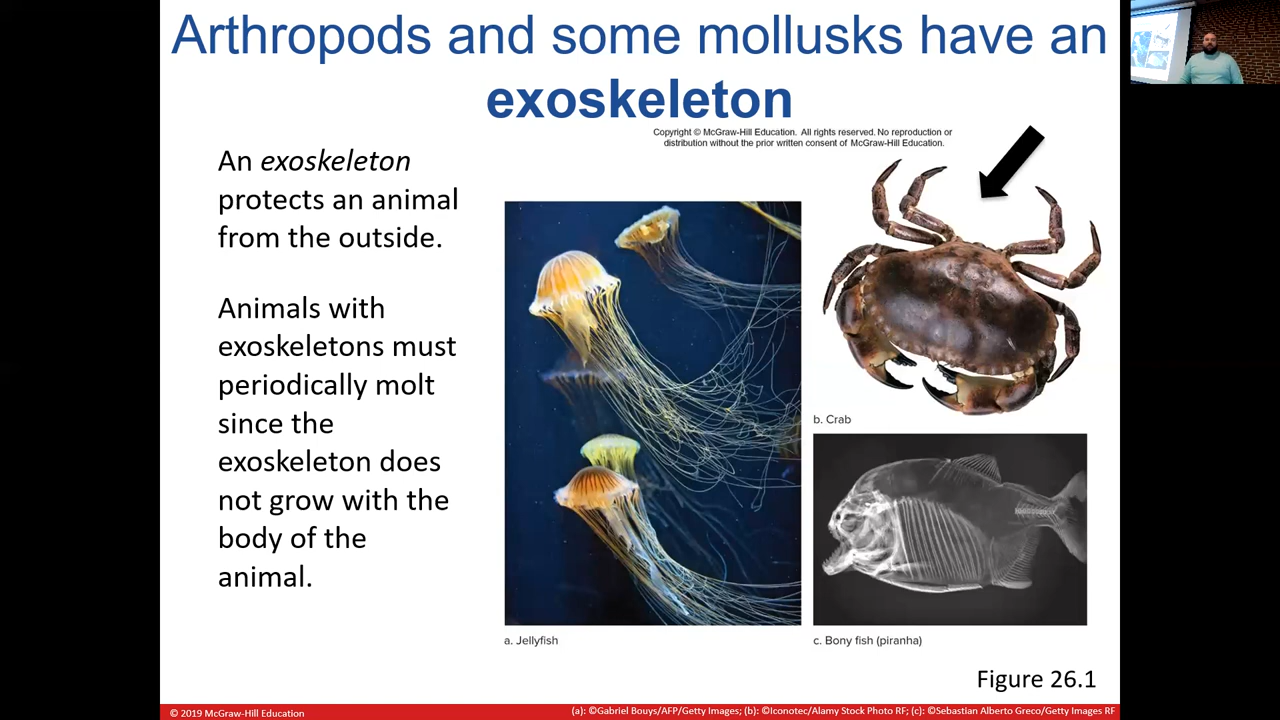 Arthropods and some mollusks have an
exoskeleton
Copyright © McGraw-Hill Education. All rights reserved. No reproduction or
distribution without the prior written consent of McGraw-Hill Education.
An exoskeleton
protects an animal
from the outside.
Animals with
exoskeletons must
periodically molt
since the
exoskeleton does
not grow with the
body of the
animal.
b. Crab
a. Jellyfish
c. Bony fish (piranha)
Figure 26.1
© 2019 McGraw-Hill Education
(a): ©Gabriel Bouys/AFP/Getty Images; (b): ©Iconotec/Alamy Stock Photo RF; (c): ©Sebastian Alberto Greco/Getty Images RF